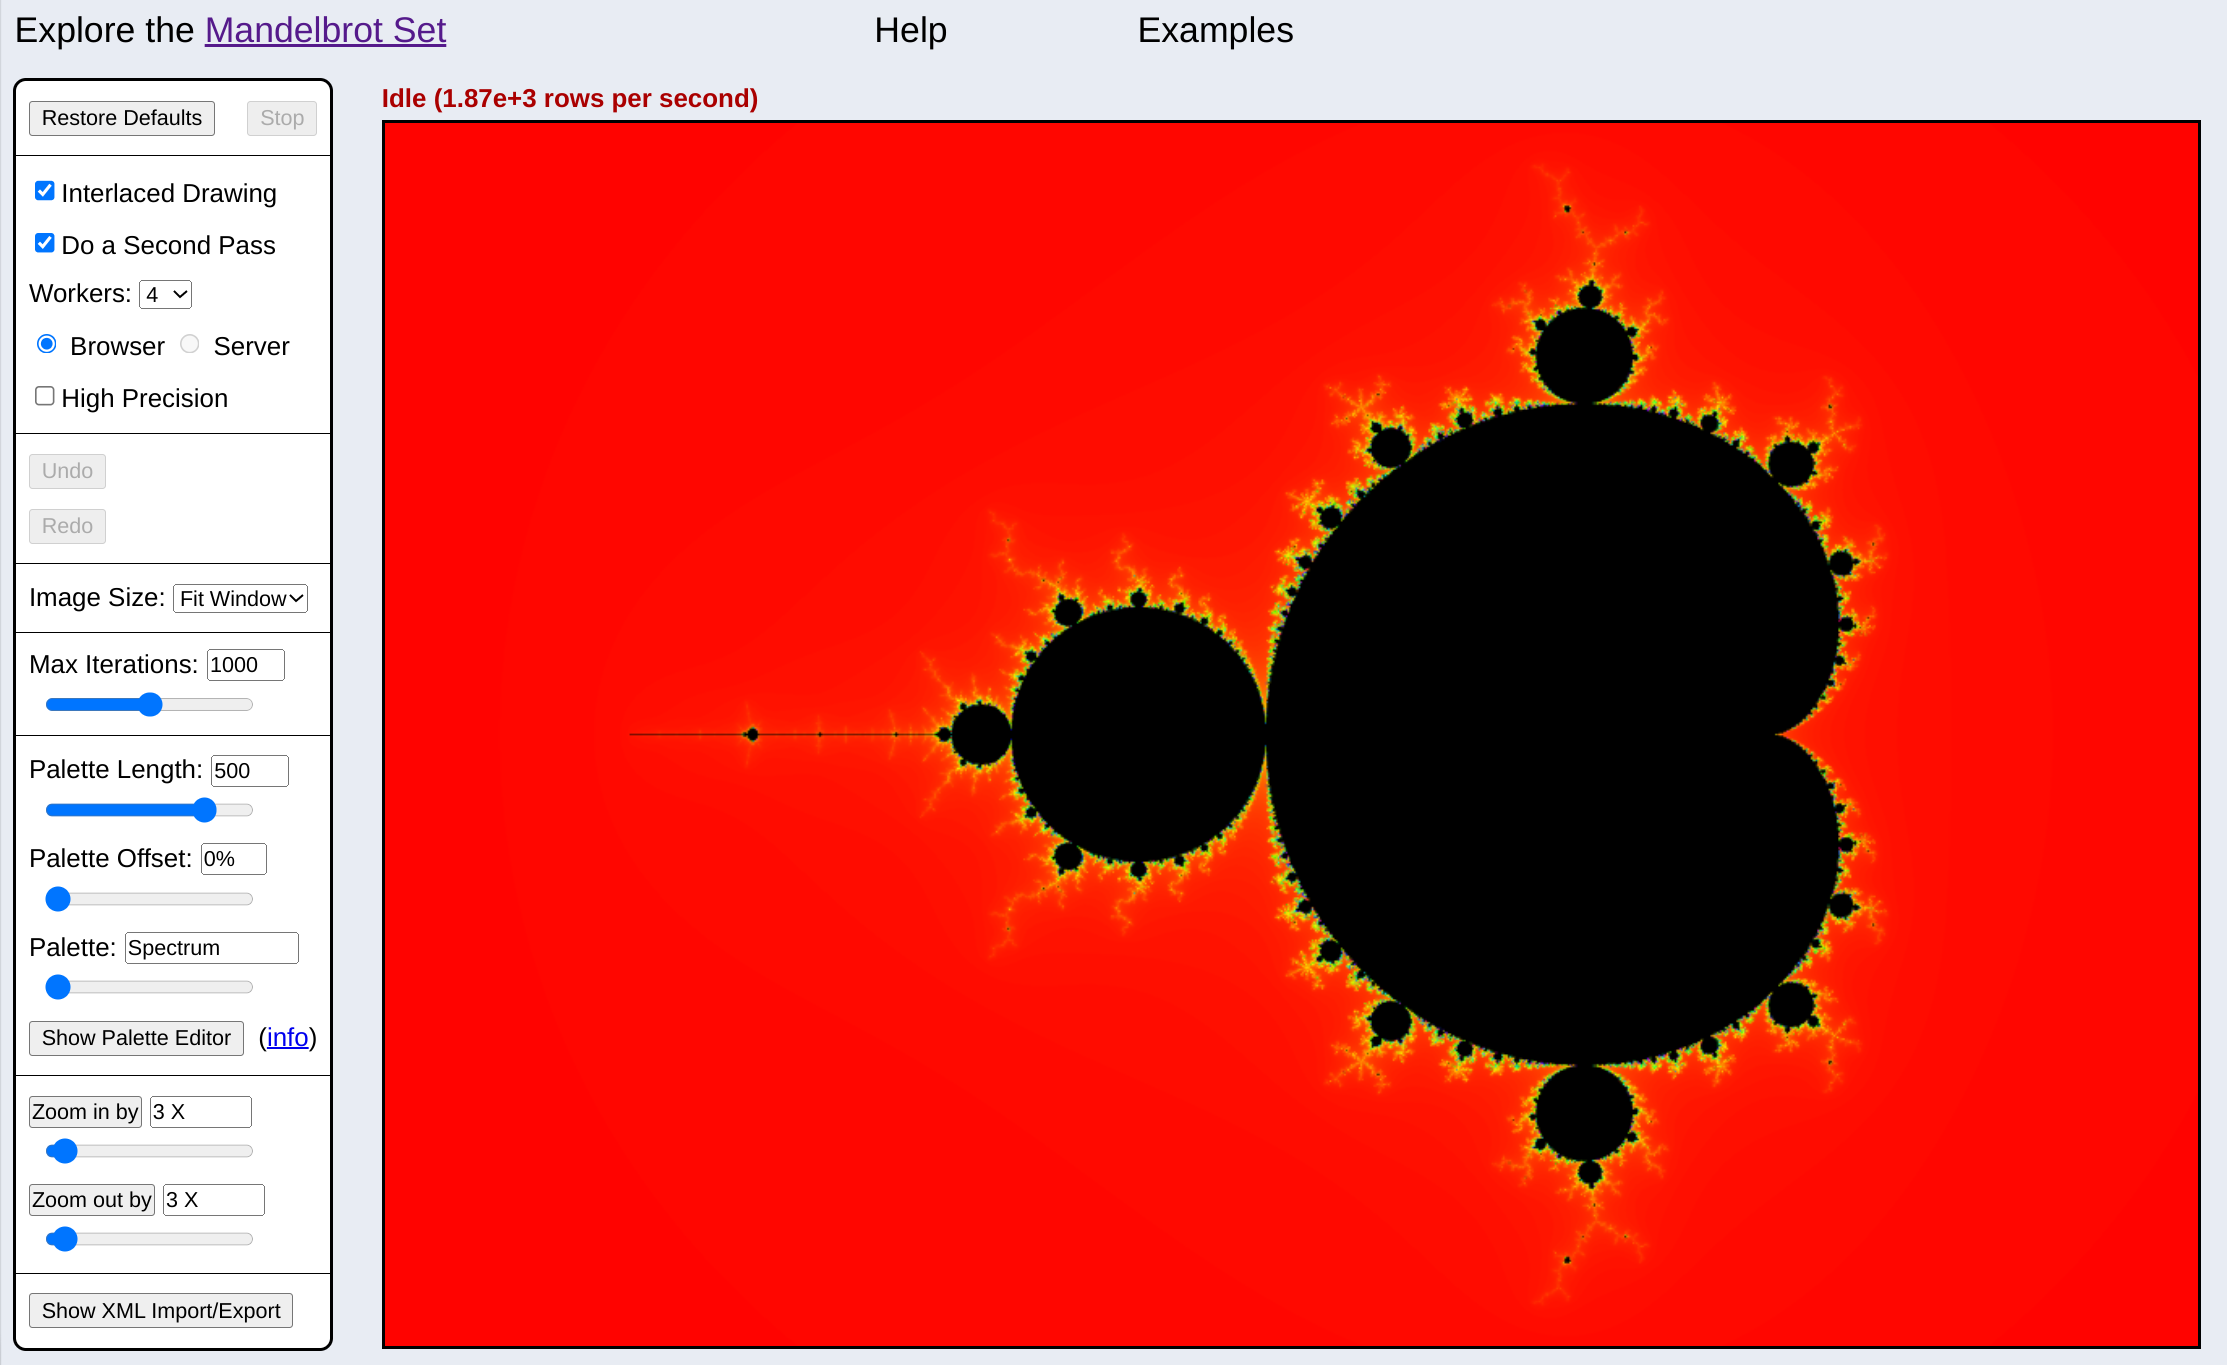 Explore the Mandelbrot Set
Help
Examples
Restore Defaults
Stop
Idle (1.87e+3 rows per second)
Interlaced Drawing
Do a Second Pass
Workers: 4
Browser
Server
High Precision
Undo
Redo
Image Size: Fit Window
Max Iterations: 1000
Palette Length: 500
Palette Offset: 0%
Palette: Spectrum
Show Palette Editor (info)
Zoom in by 3 X
Zoom out by 3 X
Show XML Import/Export